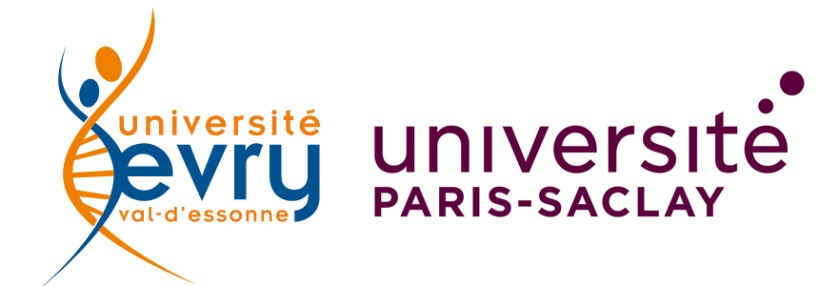 université
evry
val-d'essonne
université
PARIS-SACLAY